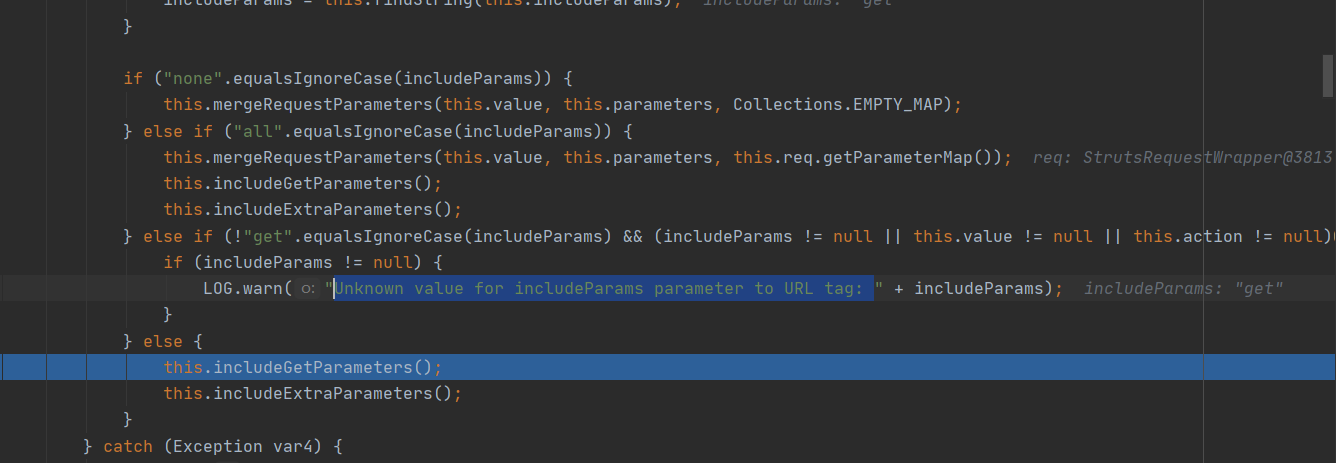 includeParams = this.findString(this.includeParams); includeParams: "get"
}
if ("none".equalsIgnoreCase(includeParams)) {
this.mergeRequestParameters(this.value, this.parameters, Collections.EMPTY_MAP);
} else if ("all".equalsIgnoreCase(includeParams)) {
this.mergeRequestParameters(this.value, this.parameters, this.req.getParameterMap()); req: StrutsRequestWrapper@3813
this.includeGetParameters();
this.includeExtraParameters();
} else if (!"get".equalsIgnoreCase(includeParams) && (includeParams != null || this.value != null || this.action != null)
if (includeParams != null) {
LOG.warn( o: "Unknown value for includeParams parameter to URL tag: " + includeParams); includeParams: "get"
}
} else {
this.includeGetParameters();
this.includeExtraParameters();
}
} catch (Exception var4) {